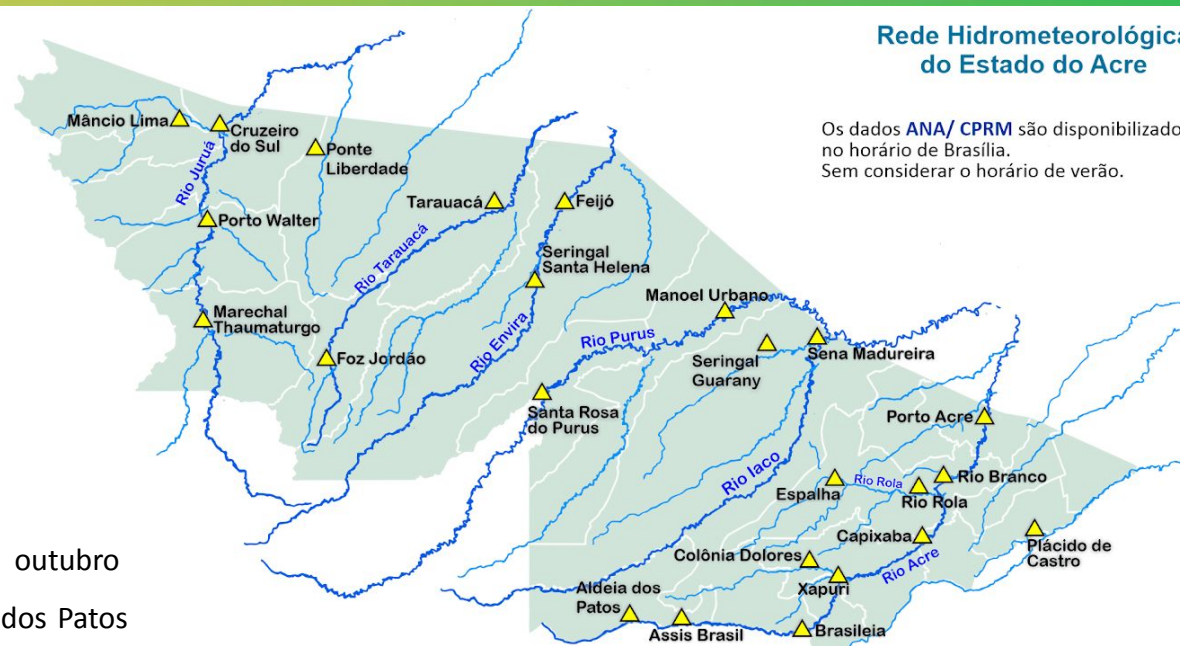 Rede Hidrometeorológica
do Estado do Acre
Os dados ANA/ CPRM são disponibilizado
no horário de Brasília.
Sem considerar o horário de verão.
Mâncio Lima
Cruzeiro
do Sul
Ponte
Liberdade
Rio Juruá
Porto Walter
Tarauacá
Feijó
Rio Tarauacá
Seringal
Santa Helena
Marechal
Thaumaturgo
Foz Jordão
Rio Envira
Manoel Urbano
Rio Purus
Seringal
Guarany
Sena Madureira
Santa Rosa
do Purus
Porto Acre
Rio Iaco
Espalha
Rio Rola
Rio Rola
Rio Branco
Capixaba
Plácido de
Castro
Colônia Dolores
Rio Acre
Xapuri
Aldeia dos
Patos
Assis Brasil
Brasileia
outubro
dos Patos